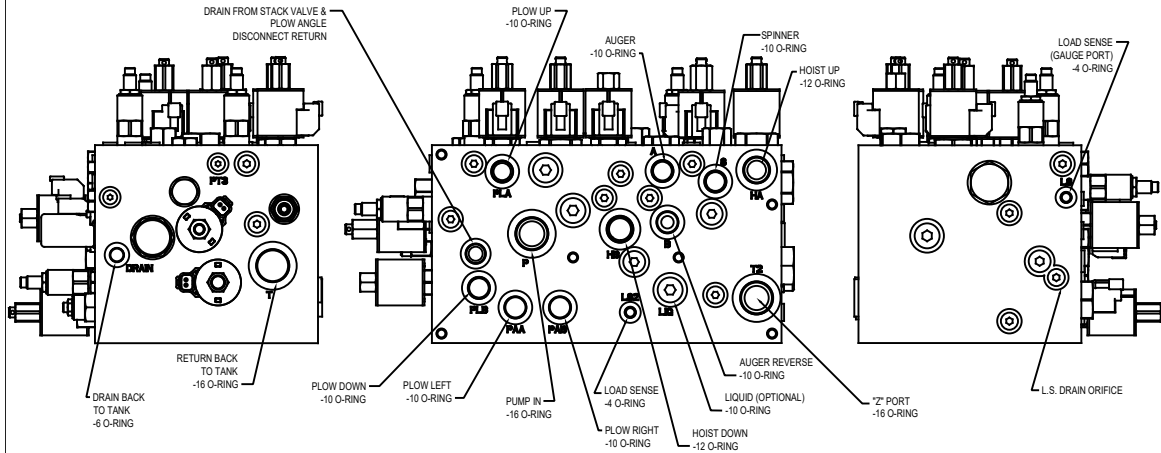 DRAIN FROM STACK VALVE &
PLOW ANGLE
DISCONNECT RETURN
PLOW UP
-10 O-RING
AUGER
-10 O-RING
SPINNER
-10 O-RING
HOIST UP
-12 O-RING
LOAD SENSE
(GAUGE PORT)
-4 O-RING
PT3
DRAIN
T
PLA
A
S
HA
P
HB
B
PLB
PAA
PAB
LS2
LIQ
T2
LS
DRAIN BACK
TO TANK
-6 O-RING
RETURN BACK
TO TANK
-16 O-RING
PLOW DOWN
-10 O-RING
PLOW LEFT
-10 O-RING
PUMP IN
-16 O-RING
PLOW RIGHT
-10 O-RING
LOAD SENSE
-4 O-RING
HOIST DOWN
-12 O-RING
LIQUID (OPTIONAL)
-10 O-RING
AUGER REVERSE
-10 O-RING
"Z" PORT
-16 O-RING
L.S. DRAIN ORIFICE